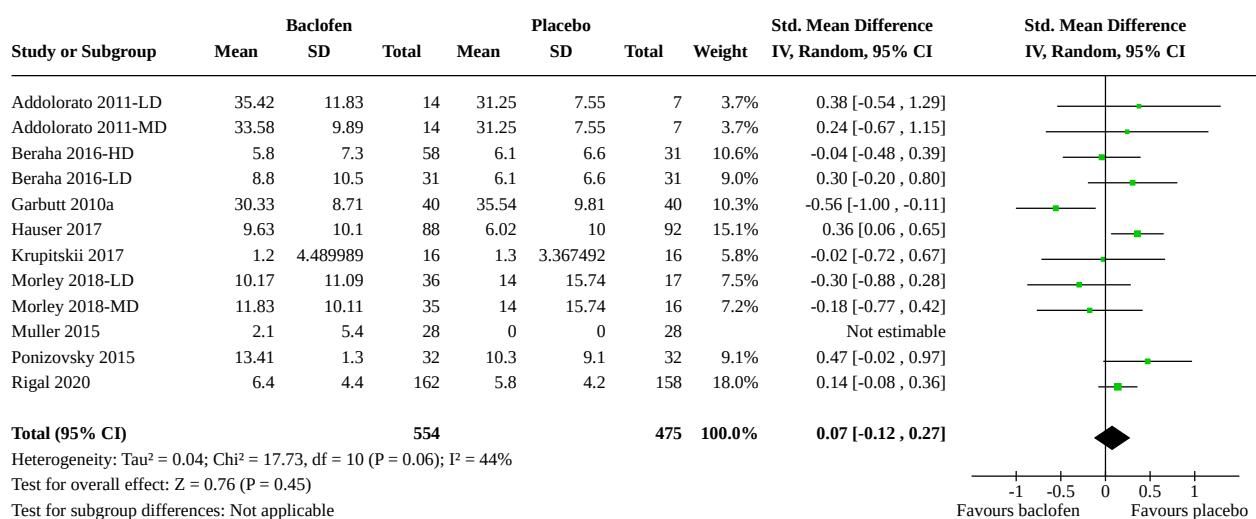 Baclofen Placebo Std. Mean Difference Std. Mean Difference
Study or Subgroup Mean SD Total Mean SD Total Weight IV, Random, 95% CI IV, Random, 95% CI
Addolorato 2011-LD 35.42 11.83 14 31.25 7.55 7 3.7% 0.38 [-0.54 , 1.29]
Addolorato 2011-MD 33.58 9.89 14 31.25 7.55 7 3.7% 0.24 [-0.67 , 1.15]
Beraha 2016-HD 5.8 7.3 58 6.1 6.6 31 10.6% -0.04 [-0.48 , 0.39]
Beraha 2016-LD 8.8 10.5 31 6.1 6.6 31 9.0% 0.30 [-0.20 , 0.80]
Garbutt 2010a 30.33 8.71 40 35.54 9.81 40 10.3% -0.56 [-1.00 , -0.11]
Hauser 2017 9.63 10.1 88 6.02 10 92 15.1% 0.36 [0.06 , 0.65]
Krupitskii 2017 1.2 4.489989 16 1.3 3.367492 16 5.8% -0.02 [-0.72 , 0.67]
Morley 2018-LD 10.17 11.09 36 14 15.74 17 7.5% -0.30 [-0.88 , 0.28]
Morley 2018-MD 11.83 10.11 35 14 15.74 16 7.2% -0.18 [-0.77 , 0.42]
Muller 2015 2.1 5.4 28 0 0 28 Not estimable
Ponizovsky 2015 13.41 1.3 32 10.3 9.1 32 9.1% 0.47 [-0.02 , 0.97]
Rigal 2020 6.4 4.4 162 5.8 4.2 158 18.0% 0.14 [-0.08 , 0.36]
Total (95% CI) 554 475 100.0% 0.07 [-0.12 , 0.27]
Heterogeneity: Tau² = 0.04; Chi² = 17.73, df = 10 (P = 0.06); I² = 44%
Test for overall effect: Z = 0.76 (P = 0.45)
Test for subgroup differences: Not applicable
-1 -0.5 0 0.5 1
Favours baclofen Favours placebo